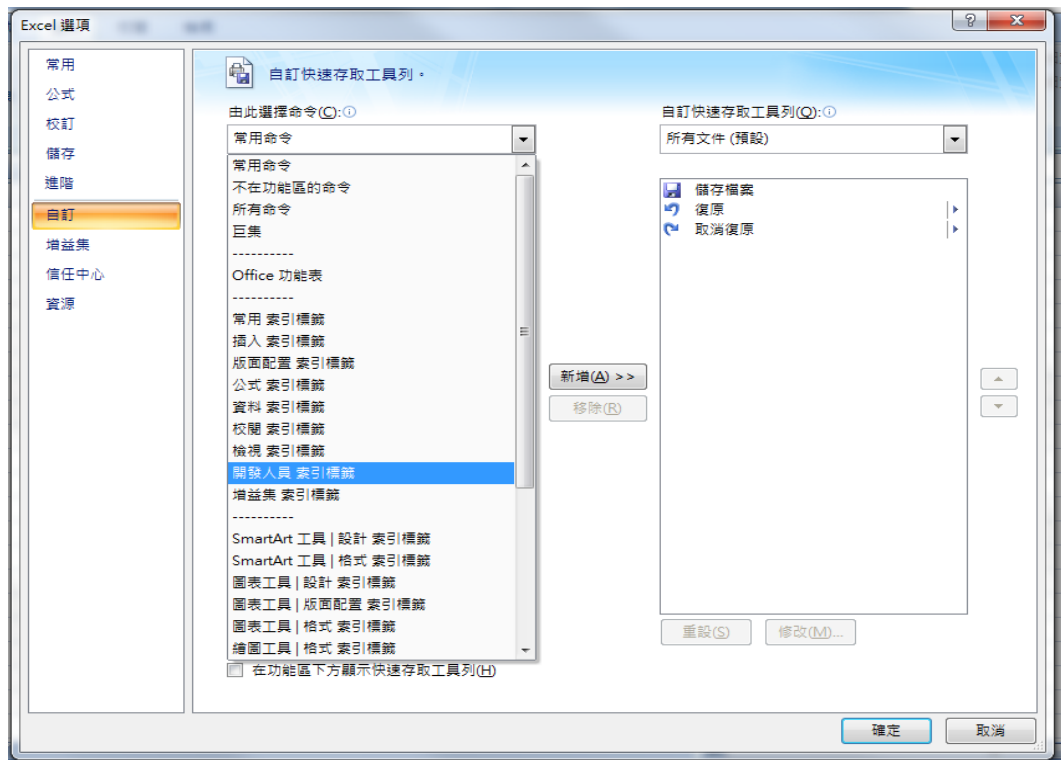 Excel 選項
常用
公式
校訂
儲存
進階
自訂
增益集
信任中心
資源
自訂快速存取工具列。
由此選擇命令(C):
常用命令
常用命令
不在功能區的命令
所有命令
巨集
----------
Office 功能表
----------
常用 索引標籤
插入 索引標籤
版面配置 索引標籤
公式 索引標籤
資料 索引標籤
校閱 索引標籤
檢視 索引標籤
開發人員 索引標籤
增益集 索引標籤
----------
SmartArt 工具 | 設計 索引標籤
SmartArt 工具 | 格式 索引標籤
圖表工具 | 設計 索引標籤
圖表工具 | 版面配置 索引標籤
圖表工具 | 格式 索引標籤
繪圖工具 | 格式 索引標籤
在功能區下方顯示快速存取工具列(H)
新增(A) >>
移除(R)
自訂快速存取工具列(Q):
所有文件 (預設)
儲存檔案
復原
取消復原
重設(S)
修改(M)...
確定
取消